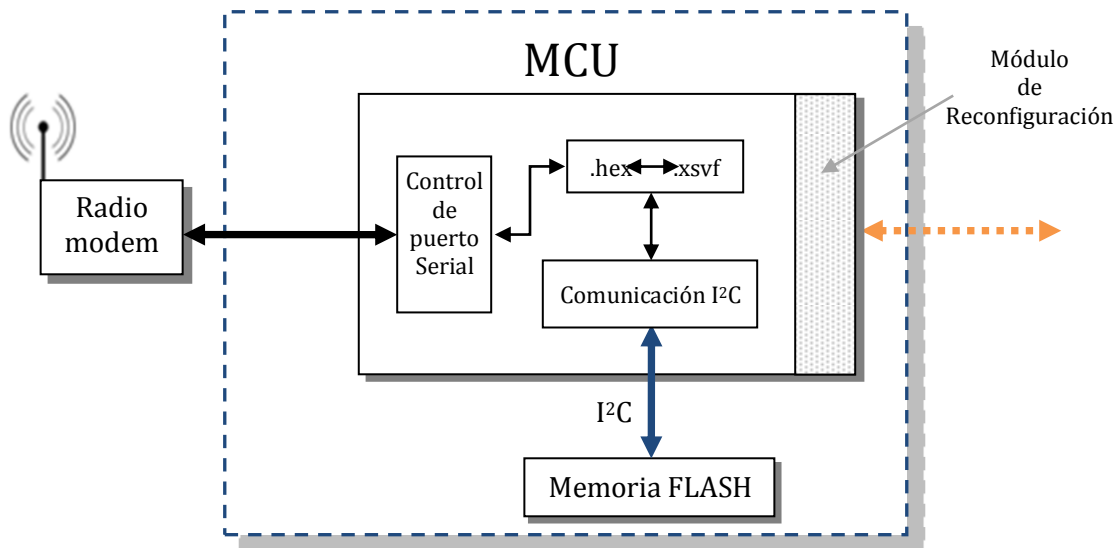 MCU
Módulo
de
Reconfiguración
Radio
modem
Control
de
puerto
Serial
.hex .xsvf
Comunicación I²C
I²C
Memoria FLASH